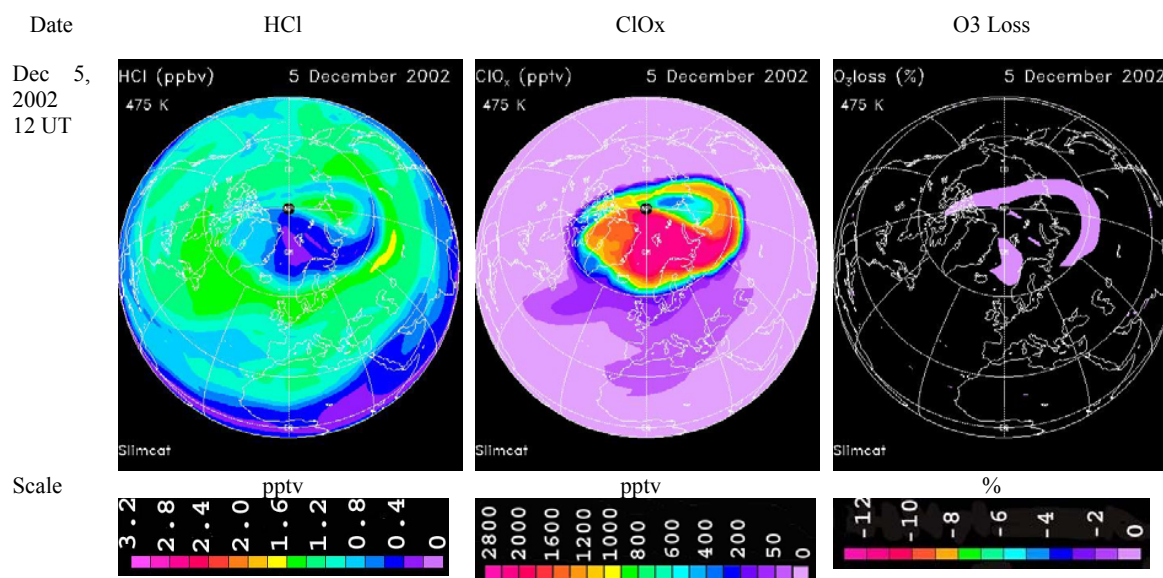 Date HCl ClOx O3 Loss
Dec 5,
2002
12 UT
HCl (ppbv) 5 December 2002
475 K
Slimcat
ClOₓ (pptv) 5 December 2002
475 K
Slimcat
O₃loss (%) 5 December 2002
475 K
Slimcat
Scale pptv pptv %
3.2 2.8 2.4 2.0 1.6 1.2 0.8 0.4 0
2800 2000 1400 1000 800 600 400 200 50 0
-12 -10 -8 -6 -4 -2 0